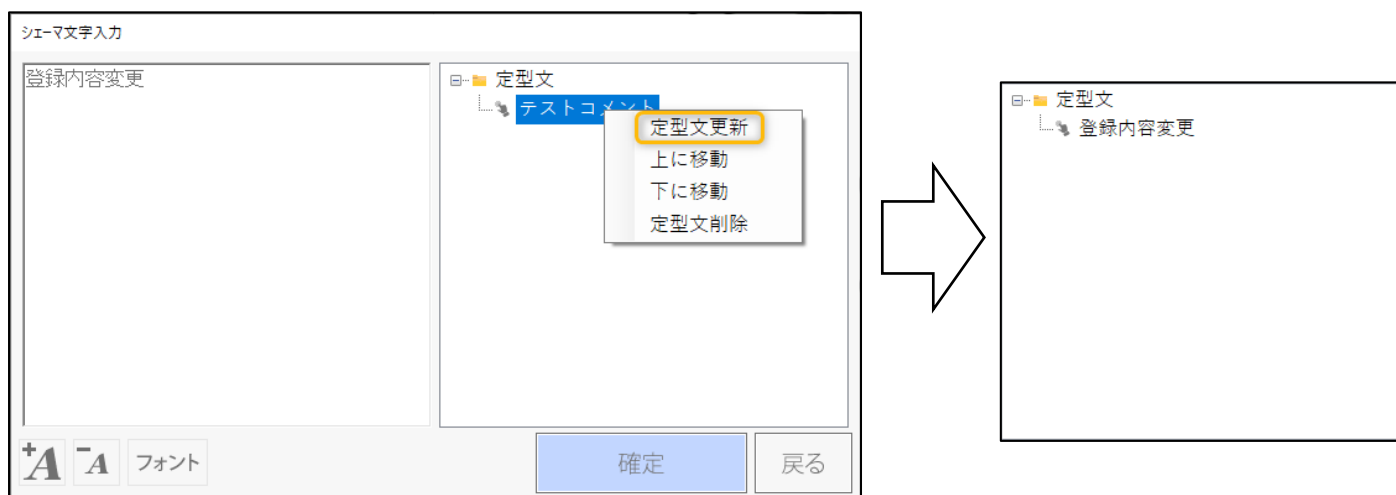 シェーマ文字入力
登録内容変更
定型文
テストコメント
定型文更新
上に移動
下に移動
定型文削除
+A
-A
フォント
確定
戻る
定型文
登録内容変更